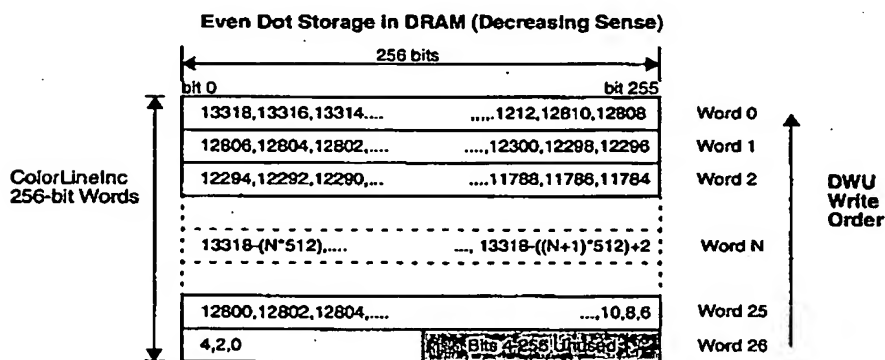 Even Dot Storage in DRAM (Decreasing Sense)
256 bits
bit 0 bit 255
13318,13316,13314.... .,,..1212,12810,12808 Word 0
12806,12804,12802,.... ....,12300,12298,12296 Word 1
12294,12292,12290,... ....11788,11786,11784 Word 2
ColorLineInc
256-bit Words
DWU
Write
Order
13318-(N*512),.... ..., 13318-((N+1)*512)+2 Word N
12800,12802,12804,.... ...,10,8,6 Word 25
4,2,0 Bits 4-256 Unused Word 26